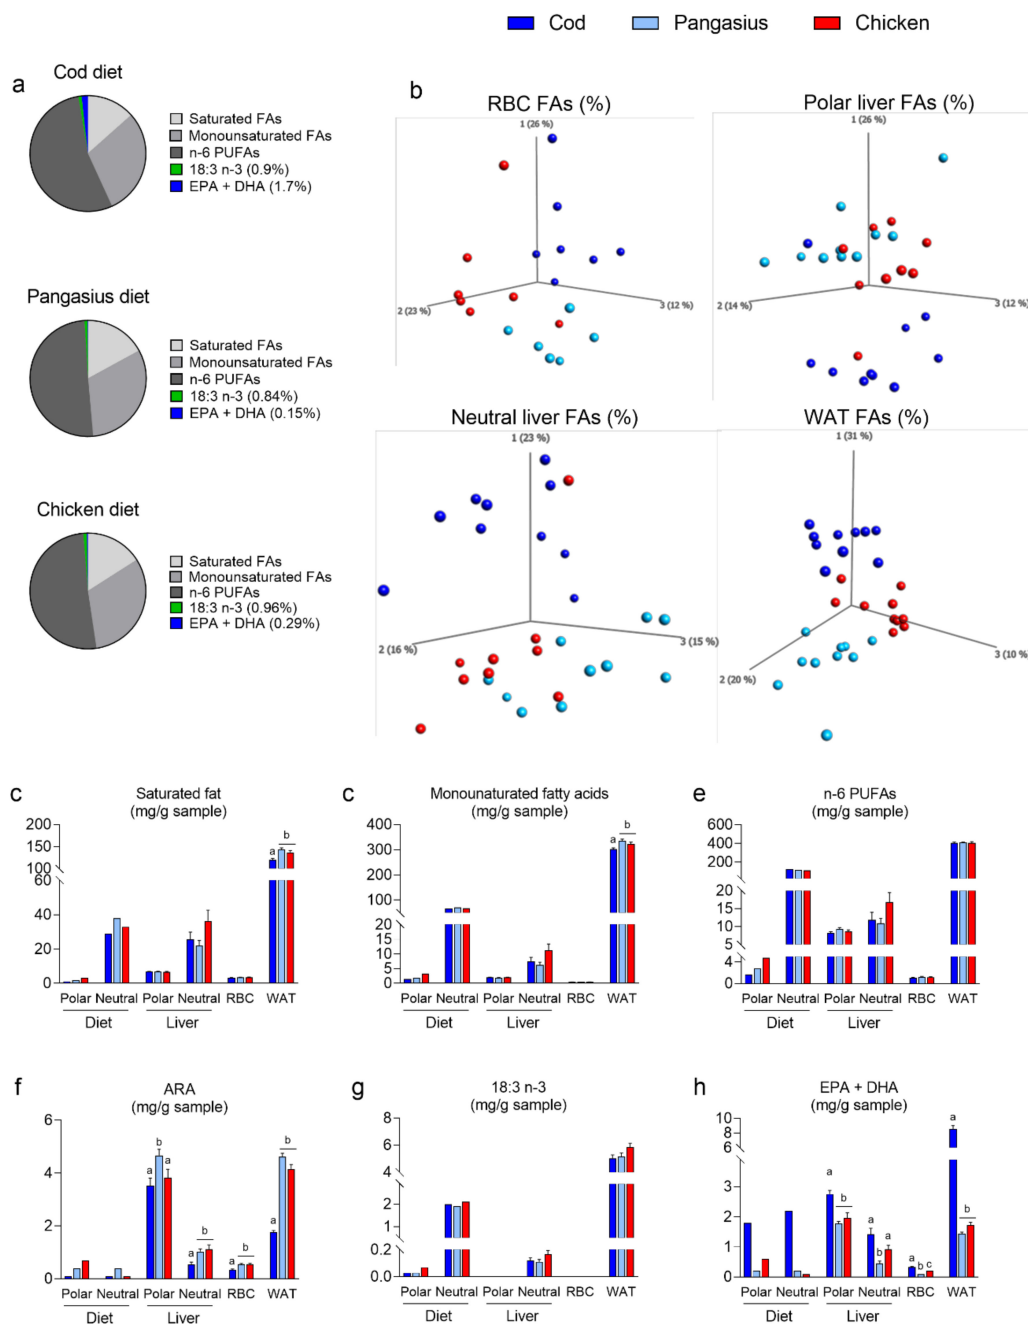 Cod Pangasius Chicken
a
Cod diet
Saturated FAs
Monounsaturated FAs
n-6 PUFAs
18:3 n-3 (0.9%)
EPA + DHA (1.7%)
Pangasius diet
Saturated FAs
Monounsaturated FAs
n-6 PUFAs
18:3 n-3 (0.84%)
EPA + DHA (0.15%)
Chicken diet
Saturated FAs
Monounsaturated FAs
n-6 PUFAs
18:3 n-3 (0.96%)
EPA + DHA (0.29%)
b
RBC FAs (%)
1 (26 %)
2 (23 %)
3 (12 %)
Polar liver FAs (%)
1 (26 %)
2 (14 %)
3 (12 %)
Neutral liver FAs (%)
1 (23 %)
2 (16 %)
3 (15 %)
WAT FAs (%)
1 (31 %)
2 (20 %)
3 (10 %)
c
Saturated fat
(mg/g sample)
200
150
100
60
40
20
a
b
Polar Neutral Polar Neutral RBC WAT
Diet Liver
c
Monounaturated fatty acids
(mg/g sample)
400
300
200
100
15
10
5
0
a
b
Polar Neutral Polar Neutral RBC WAT
Diet Liver
e
n-6 PUFAs
(mg/g sample)
600
400
200
20
15
10
5
4
2
0
Polar Neutral Polar Neutral RBC WAT
Diet Liver
f
ARA
(mg/g sample)
6
4
2
0
a b a
a b
a b
a b
Polar Neutral Polar Neutral RBC WAT
Diet Liver
g
18:3 n-3
(mg/g sample)
8
6
4
2
1
0.2
0.0
Polar Neutral Polar Neutral RBC WAT
Diet Liver
h
EPA + DHA
(mg/g sample)
10
8
6
4
3
2
1
0
a b
a b a
a b c
a b
Polar Neutral Polar Neutral RBC WAT
Diet Liver